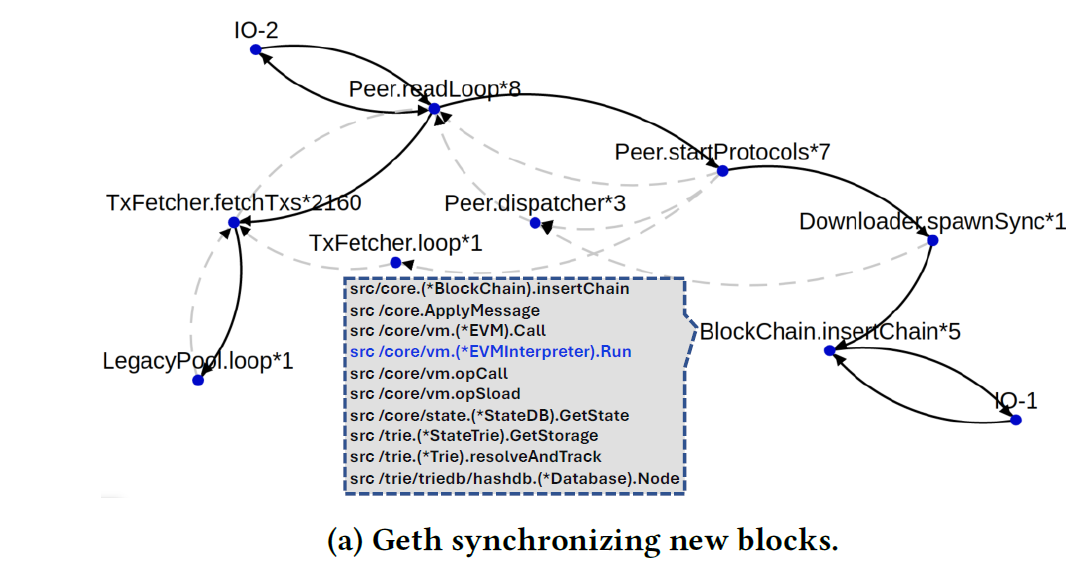 IO-2
Peer.readLoop*8
Peer.startProtocols*7
TxFetcher.fetchTxs*2160
Peer.dispatcher*3
Downloader.spawnSync*1
TxFetcher.loop*1
src/core.(*BlockChain).insertChain
src /core.ApplyMessage
src /core/vm.(*EVM).Call
src /core/vm.(*EVMInterpreter).Run
src /core/vm.opCall
src /core/vm.opSload
src /core/state.(*StateDB).GetState
src /trie.(*StateTrie).GetStorage
src /trie.(*Trie).resolveAndTrack
src /trie/triedb/hashdb.(*Database).Node
BlockChain.insertChain*5
LegacyPool.loop*1
IO-1
(a) Geth synchronizing new blocks.